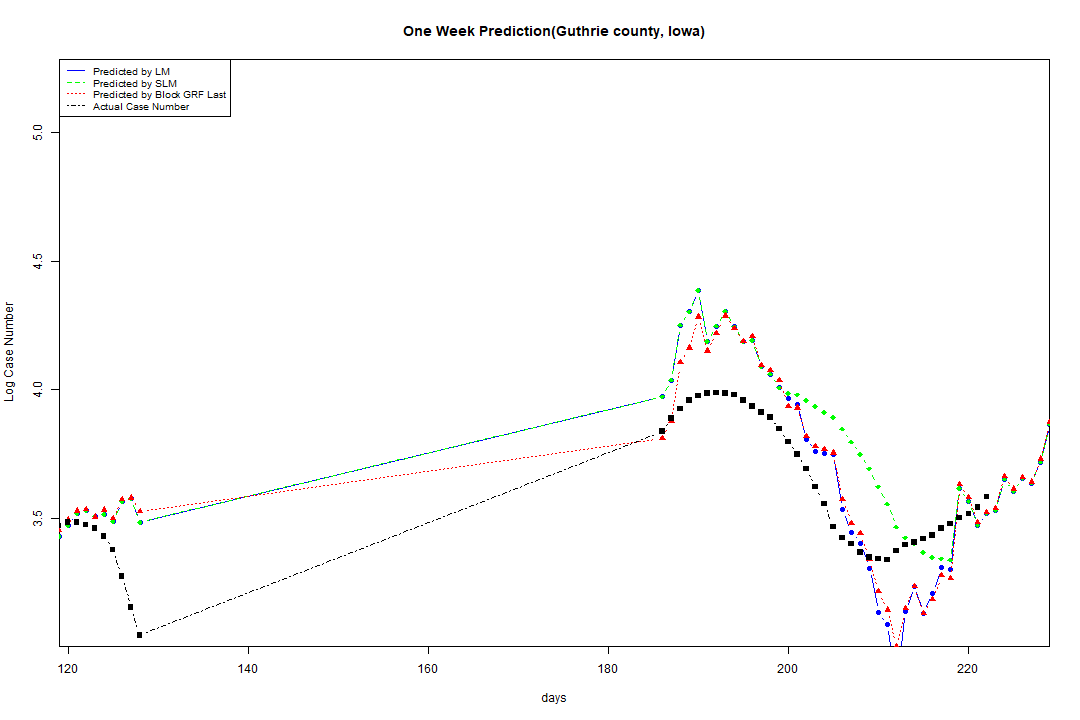 One Week Prediction(Guthrie county, Iowa)
Predicted by LM
Predicted by SLM
Predicted by Block GRF Last
Actual Case Number
5.0
4.5
4.0
3.5
Log Case Number
120 140 160 180 200 220
days